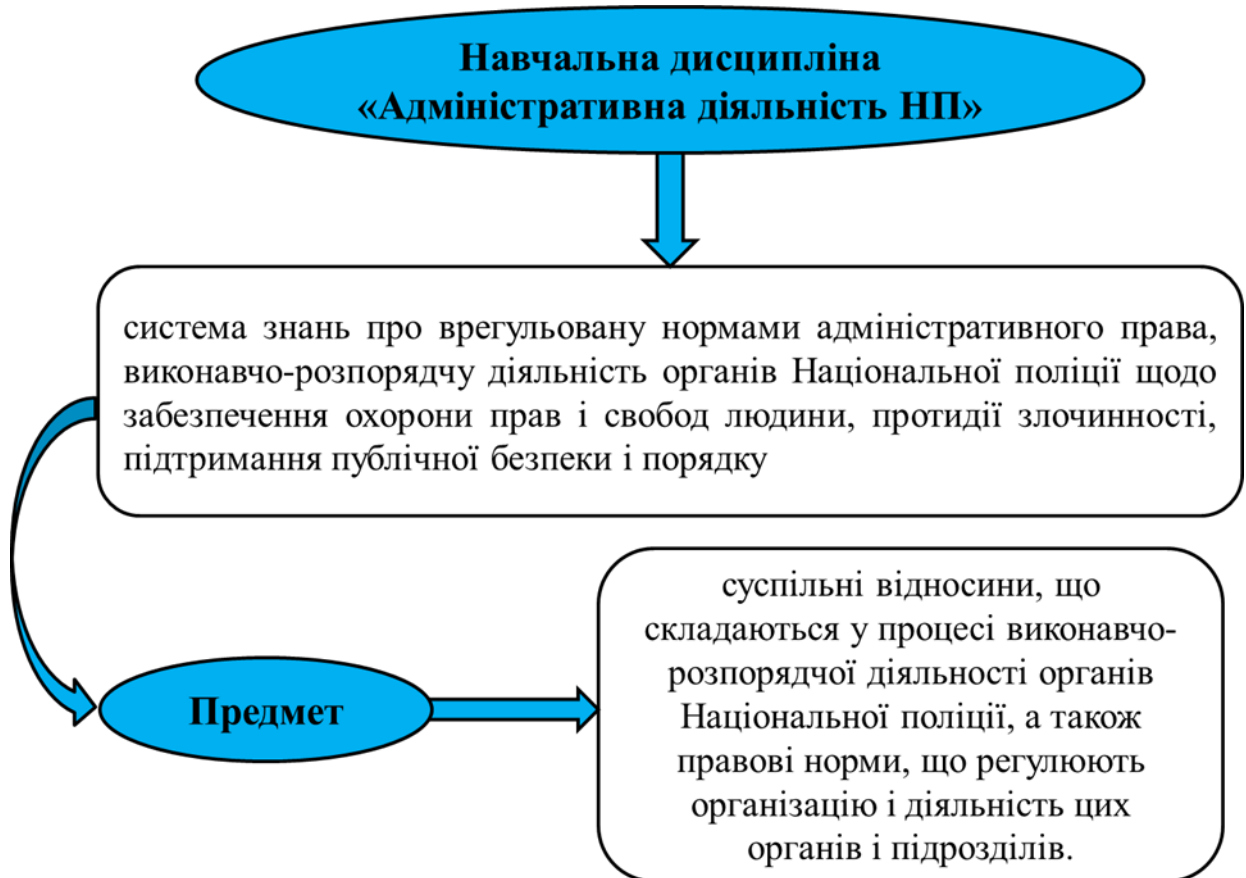 Навчальна дисципліна
«Адміністративна діяльність НП»
система знань про врегульовану нормами адміністративного права,
виконавчо-розпорядчу діяльність органів Національної поліції щодо
забезпечення охорони прав і свобод людини, протидії злочинності,
підтримання публічної безпеки і порядку
Предмет
суспільні відносини, що
складаються у процесі виконавчо-
розпорядчої діяльності органів
Національної поліції, а також
правові норми, що регулюють
організацію і діяльність цих
органів і підрозділів.